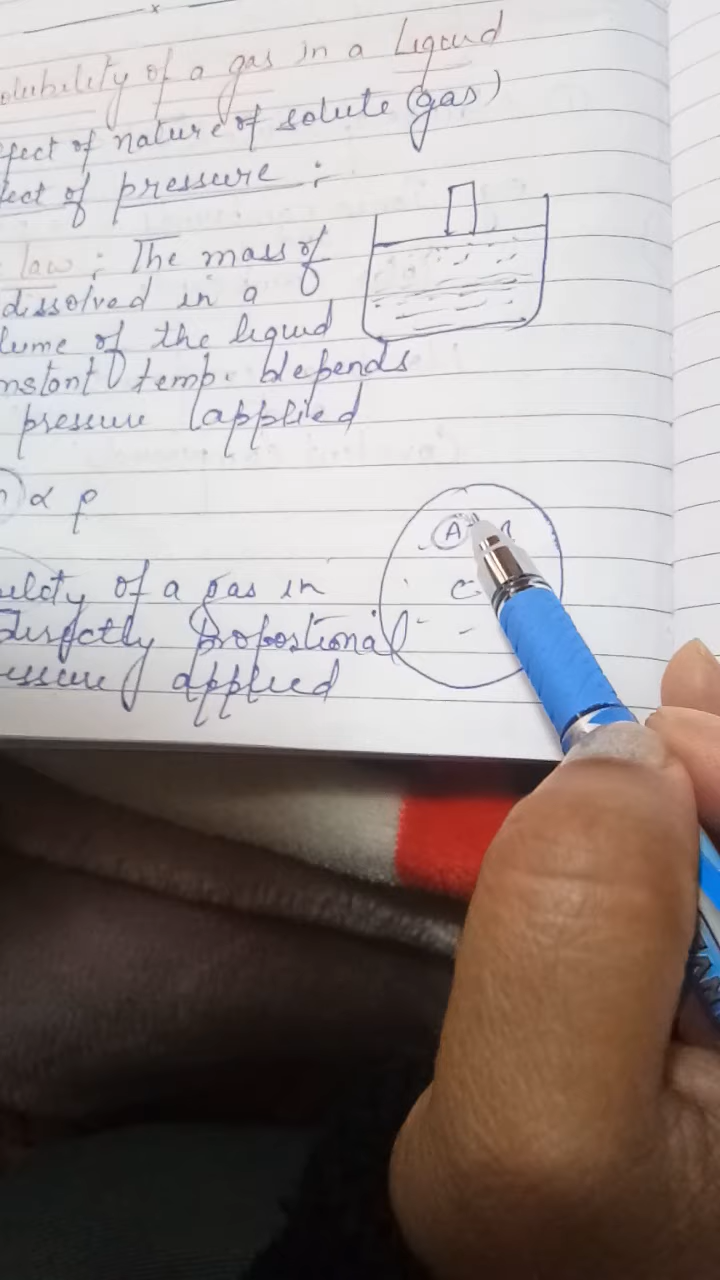 olubility of a gas in a Liquid
fect of nature of solute (gas)
fect of pressure :
law : The mass of
dissolved in a
lume of the liquid
nstant temp. depends
pressure applied
∝ p
A
of a gas in
C
directly proportional
essure applied